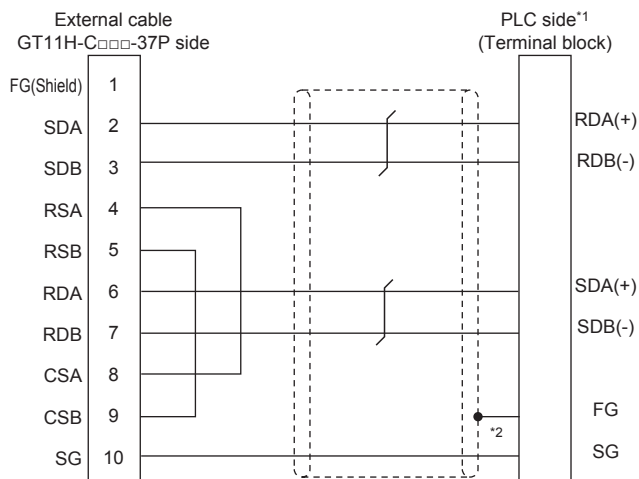 External cable
GT11H-C□□□-37P side
PLC side*1
(Terminal block)
FG(Shield) 1
SDA 2 RDA(+)
SDB 3 RDB(-)
RSA 4
RSB 5
RDA 6 SDA(+)
RDB 7 SDB(-)
CSA 8
CSB 9 *2 FG
SG 10 SG